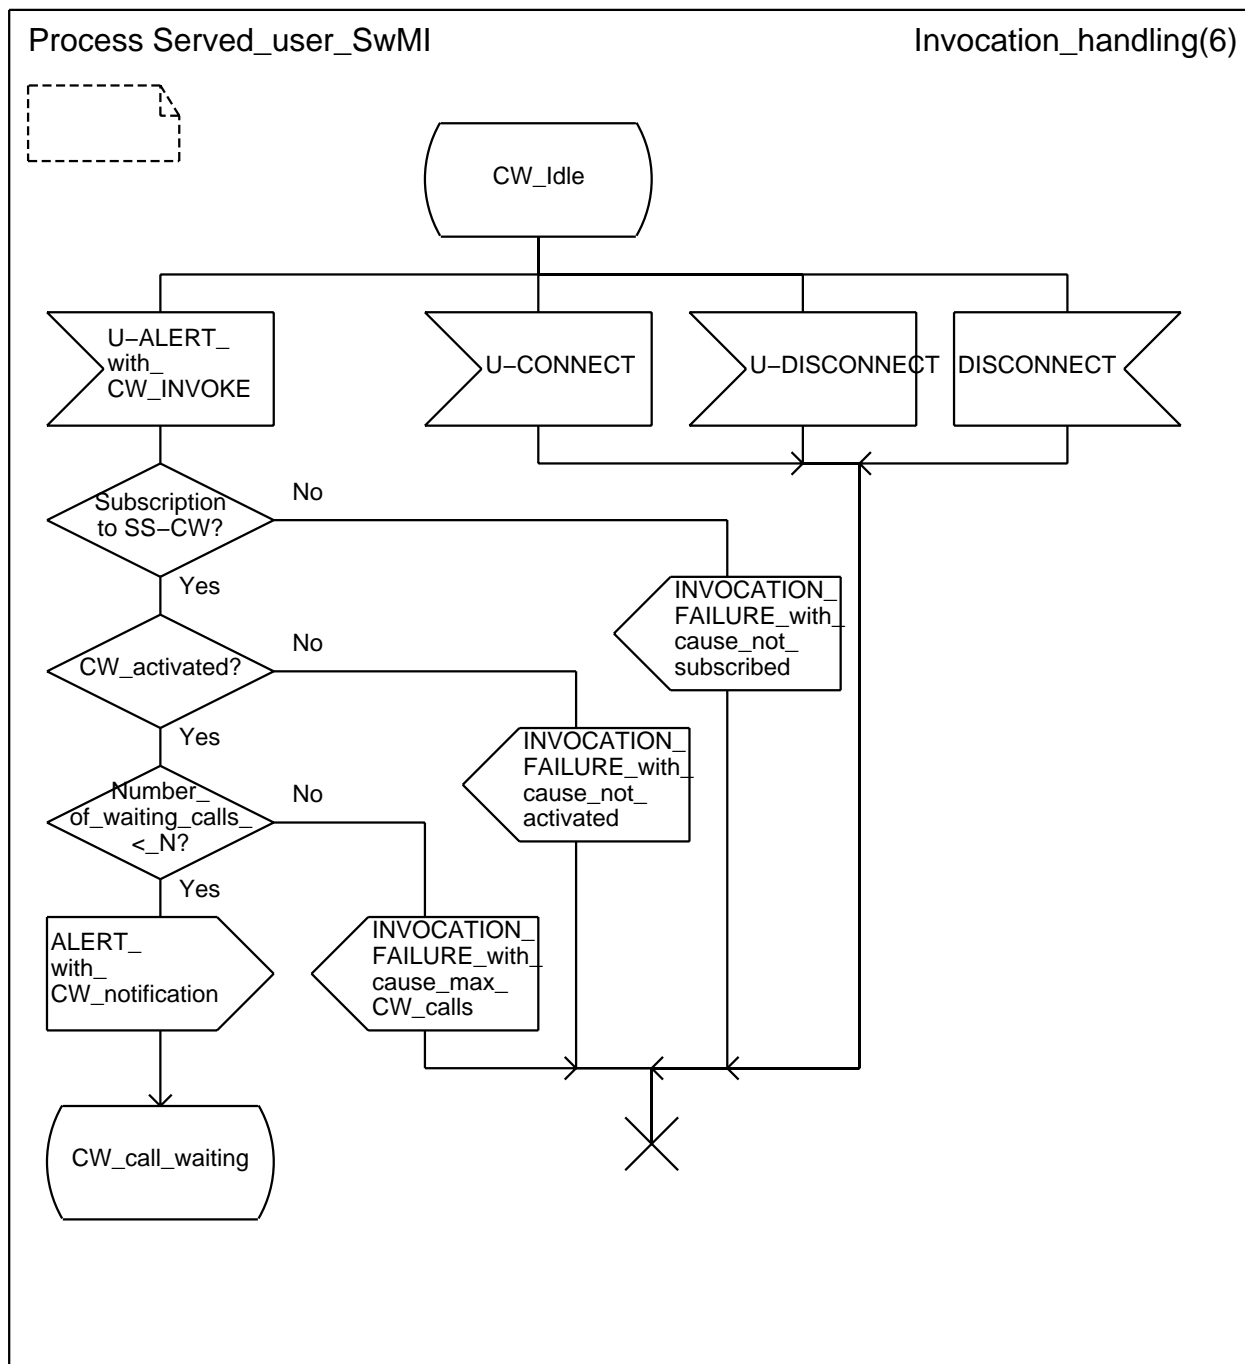 Process Served_user_SwMI
Invocation_handling(6)
CW_Idle
U−ALERT_
with_
CW_INVOKE
U−CONNECT
U−DISCONNECT
DISCONNECT
Subscription
to SS−CW?
No
Yes
INVOCATION_
FAILURE_with_
cause_not_
subscribed
CW_activated?
No
Yes
INVOCATION_
FAILURE_with_
cause_not_
activated
Number_
of_waiting_calls_
<_N?
No
Yes
ALERT_
with_
CW_notification
INVOCATION_
FAILURE_with_
cause_max_
CW_calls
CW_call_waiting